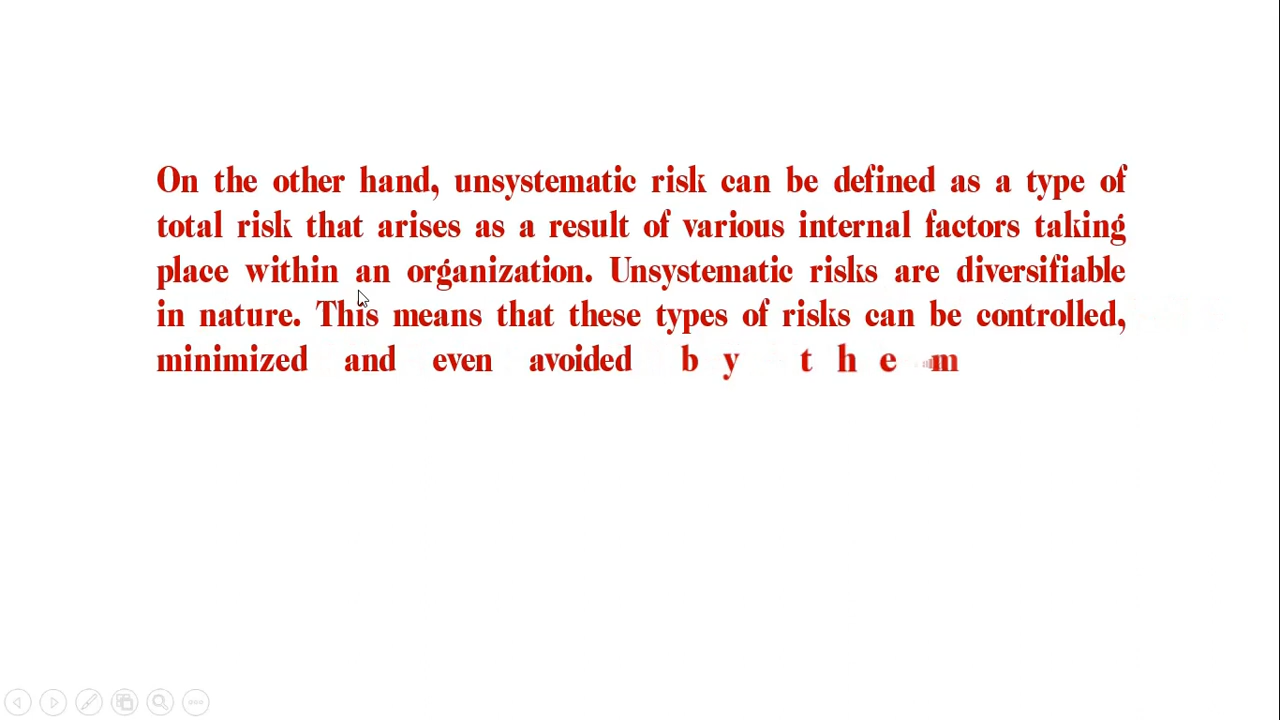 On the other hand, unsystematic risk can be defined as a type of
total risk that arises as a result of various internal factors taking
place within an organization. Unsystematic risks are diversifiable
in nature. This means that these types of risks can be controlled,
minimized and even avoided by them